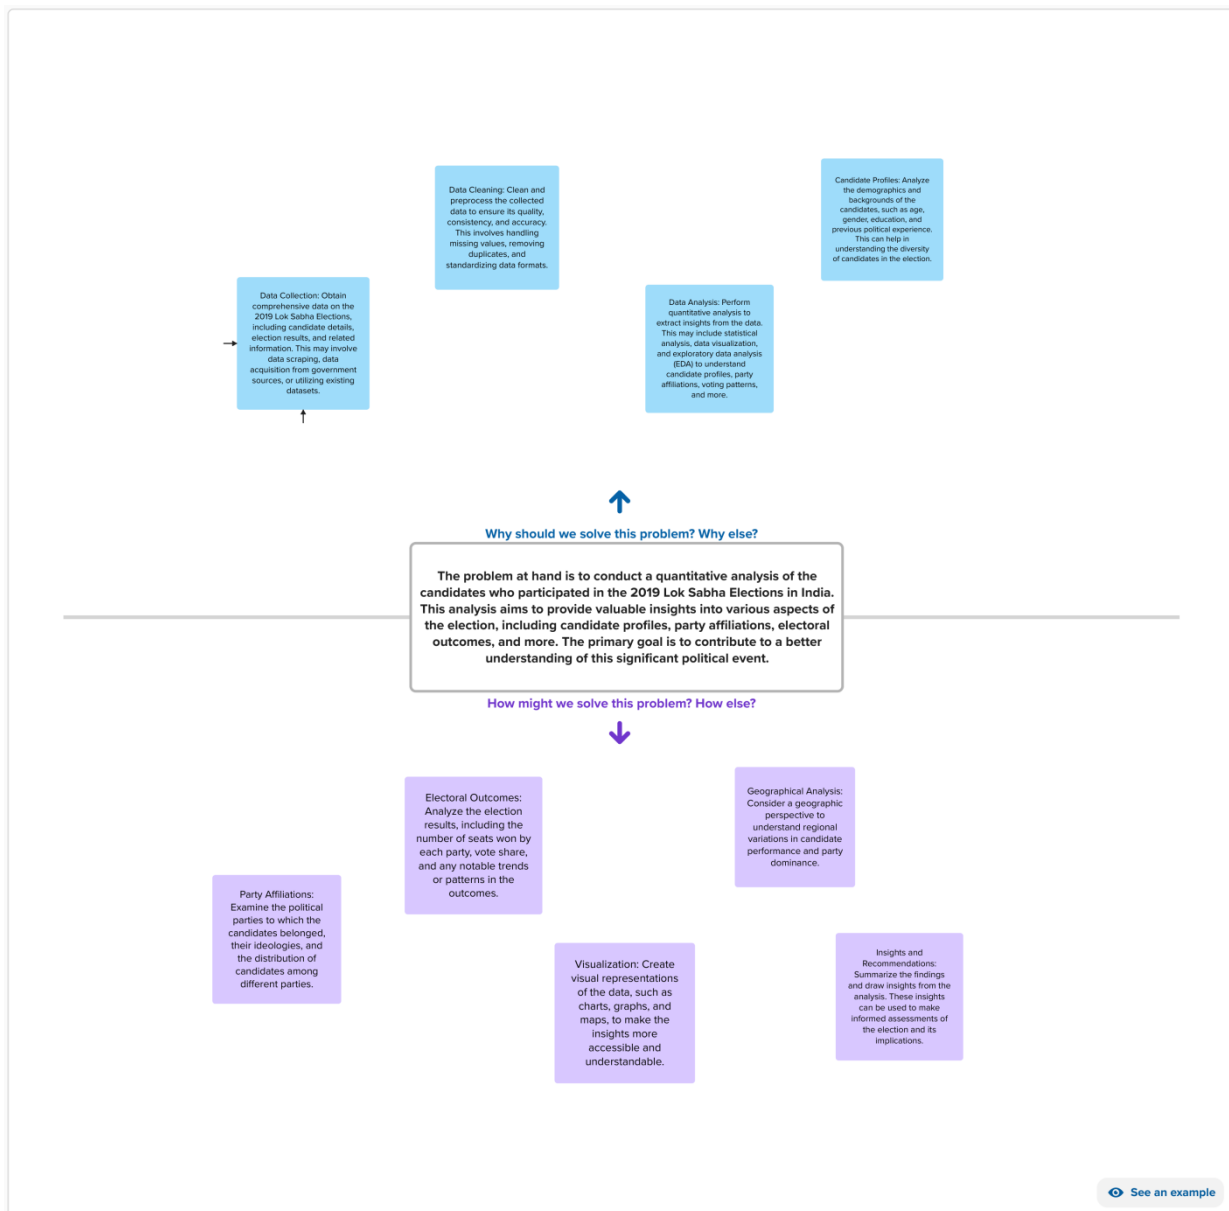 Data Cleaning: Clean and
preprocess the collected
data to ensure its quality,
consistency, and accuracy.
This involves handling
missing values, removing
duplicates, and
standardizing data formats.
Candidate Profiles: Analyze
the demographics and
backgrounds of the
candidates, such as age,
gender, education, and
previous political experience.
This can help in
understanding the diversity
of candidates in the election.
Data Collection: Obtain
comprehensive data on the
2019 Lok Sabha Elections,
including candidate details,
election results, and related
information. This may involve
data scraping, data
acquisition from government
sources, or utilizing existing
datasets.
Data Analysis: Perform
quantitative analysis to
extract insights from the data.
This may include statistical
analysis, data visualization,
and exploratory data analysis
(EDA) to understand
candidate profiles, party
affiliations, voting patterns,
and more.
Why should we solve this problem? Why else?
The problem at hand is to conduct a quantitative analysis of the
candidates who participated in the 2019 Lok Sabha Elections in India.
This analysis aims to provide valuable insights into various aspects of
the election, including candidate profiles, party affiliations, electoral
outcomes, and more. The primary goal is to contribute to a better
understanding of this significant political event.
How might we solve this problem? How else?
Electoral Outcomes:
Analyze the election
results, including the
number of seats won by
each party, vote share,
and any notable trends
or patterns in the
outcomes.
Geographical Analysis:
Consider a geographic
perspective to
understand regional
variations in candidate
performance and party
dominance.
Party Affiliations:
Examine the political
parties to which the
candidates belonged,
their ideologies, and
the distribution of
candidates among
different parties.
Visualization: Create
visual representations
of the data, such as
charts, graphs, and
maps, to make the
insights more
accessible and
understandable.
Insights and
Recommendations:
Summarize the findings
and draw insights from the
analysis. These insights
can be used to make
informed assessments of
the election and its
implications.
See an example